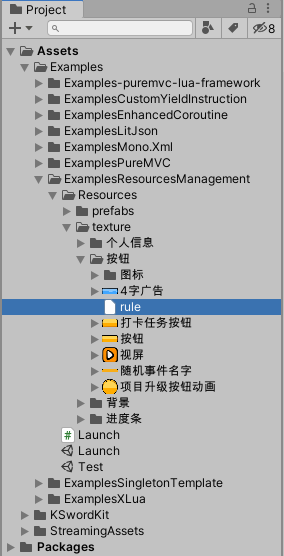 Project
8
Assets
Examples
Examples-puremvc-lua-framework
ExamplesCustomYieldInstruction
ExamplesEnhancedCoroutine
ExamplesLitJson
ExamplesMono.Xml
ExamplesPureMVC
ExamplesResourcesManagement
Resources
prefabs
texture
个人信息
按钮
图标
4字广告
rule
打卡任务按钮
按钮
视屏
随机事件名字
项目升级按钮动画
背景
进度条
Launch
Launch
Test
ExamplesSingletonTemplate
ExamplesXLua
KSwordKit
StreamingAssets
Packages